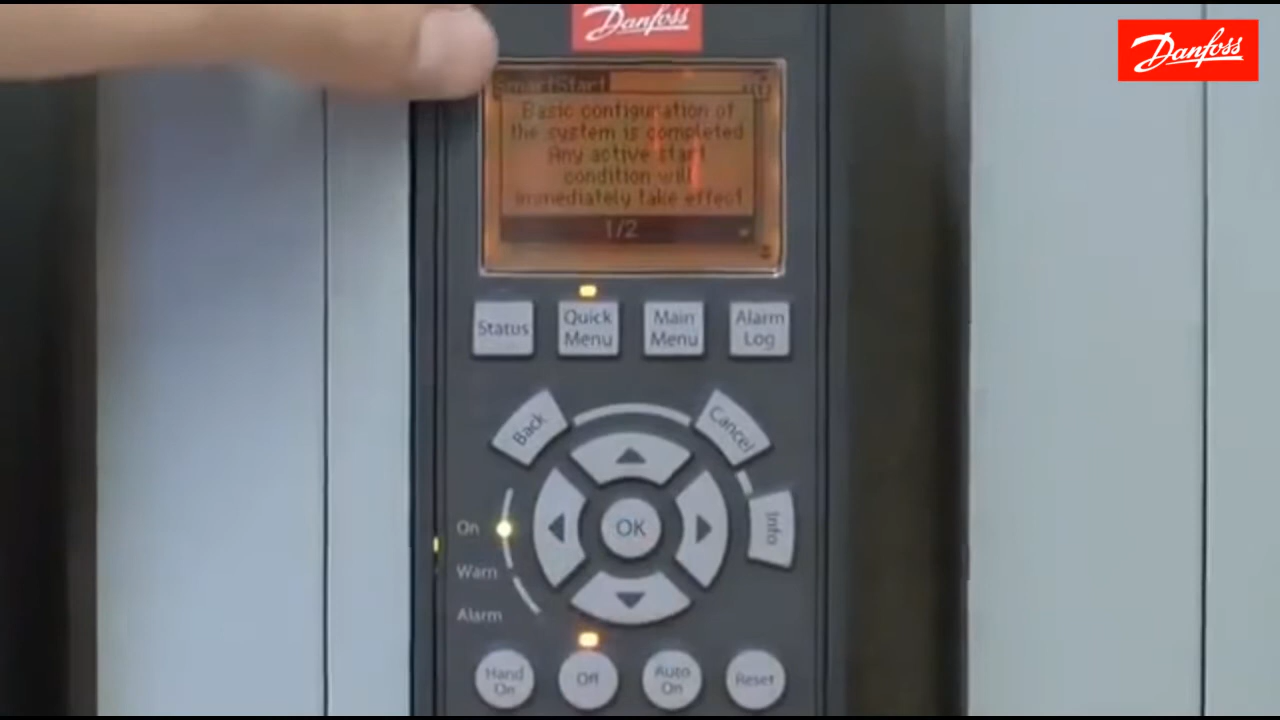 Danfoss
Danfoss
SmartStart
Basic configuration of
the system is completed
Any active start
condition will
immediately take effect
1/2
Status
Quick
Menu
Main
Menu
Alarm
Log
Back
Cancel
Info
OK
On
Warn
Alarm
Hand
On
Off
Auto
On
Reset